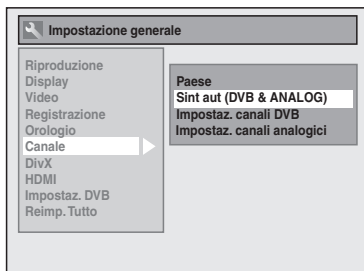 Impostazione generale
Riproduzione
Display
Video
Registrazione
Orologio
Canale
DivX
HDMI
Impostaz. DVB
Reimp. Tutto
Paese
Sint aut (DVB & ANALOG)
Impostaz. canali DVB
Impostaz. canali analogici